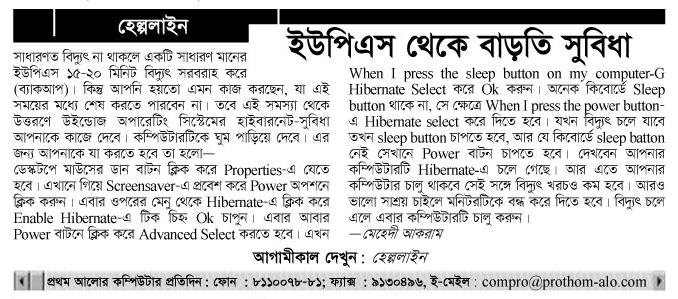 হেল্পলাইন
ইউপিএস থেকে বাড়তি সুবিধা
সাধারণত বিদ্যুৎ না থাকলে একটি সাধারণ মানের
ইউপিএস ১৫-২০ মিনিট বিদ্যুৎ সরবরাহ করে
(ব্যাকআপ)। কিন্তু আপনি হয়তো এমন কাজ করছেন, যা এই
সময়ের মধ্যে শেষ করতে পারবেন না। তবে এই সমস্যা থেকে
উত্তরণে উইন্ডোজ অপারেটিং সিস্টেমের হাইবারনেট-সুবিধা
আপনাকে কাজে দেবে। কম্পিউটারটিকে ঘুম পাড়িয়ে দেবে। এর
জন্য আপনাকে যা করতে হবে তা হলো—
ডেস্কটপে মাউসের ডান বাটন ক্লিক করে Properties-এ যেতে
হবে। এখানে গিয়ে Screensaver-এ প্রবেশ করে Power অপশনে
ক্লিক করুন। এবার ওপরের মেনু থেকে Hibernate-এ ক্লিক করে
Enable Hibernate-এ টিক চিহ্ন Ok চাপুন। এবার আবার
Power বাটনে ক্লিক করে Advanced Select করতে হবে। এখন
When I press the sleep button on my computer-G
Hibernate Select করে Ok করুন। অনেক কিবোর্ডে Sleep
button থাকে না, সে ক্ষেত্রে When I press the power button-
এ Hibernate select করে দিতে হবে। যখন বিদ্যুৎ চলে যাবে
তখন sleep button চাপতে হবে, আর যে কিবোর্ডে sleep batton
নেই সেখানে Power বাটন চাপতে হবে। দেখবেন আপনার
কম্পিউটারটি Hibernate-এ চলে গেছে। আর এতে আপনার
কম্পিউটার চালু থাকবে সেই সঙ্গে বিদ্যুৎ খরচও কম হবে। আরও
ভালো সাশ্রয় চাইলে মনিটরটিকে বন্ধ করে দিতে হবে। বিদ্যুৎ চলে
এলে এবার কম্পিউটারটি চালু করুন।
—মেহেদী আকরাম
আগামীকাল দেখুন : হেল্পলাইন
প্রথম আলোর কম্পিউটার প্রতিদিন : ফোন : ৮১১০০৭৮-৮১; ফ্যাক্স : ৯১৩০৪৯৬, ই-মেইল : compro@prothom-alo.com